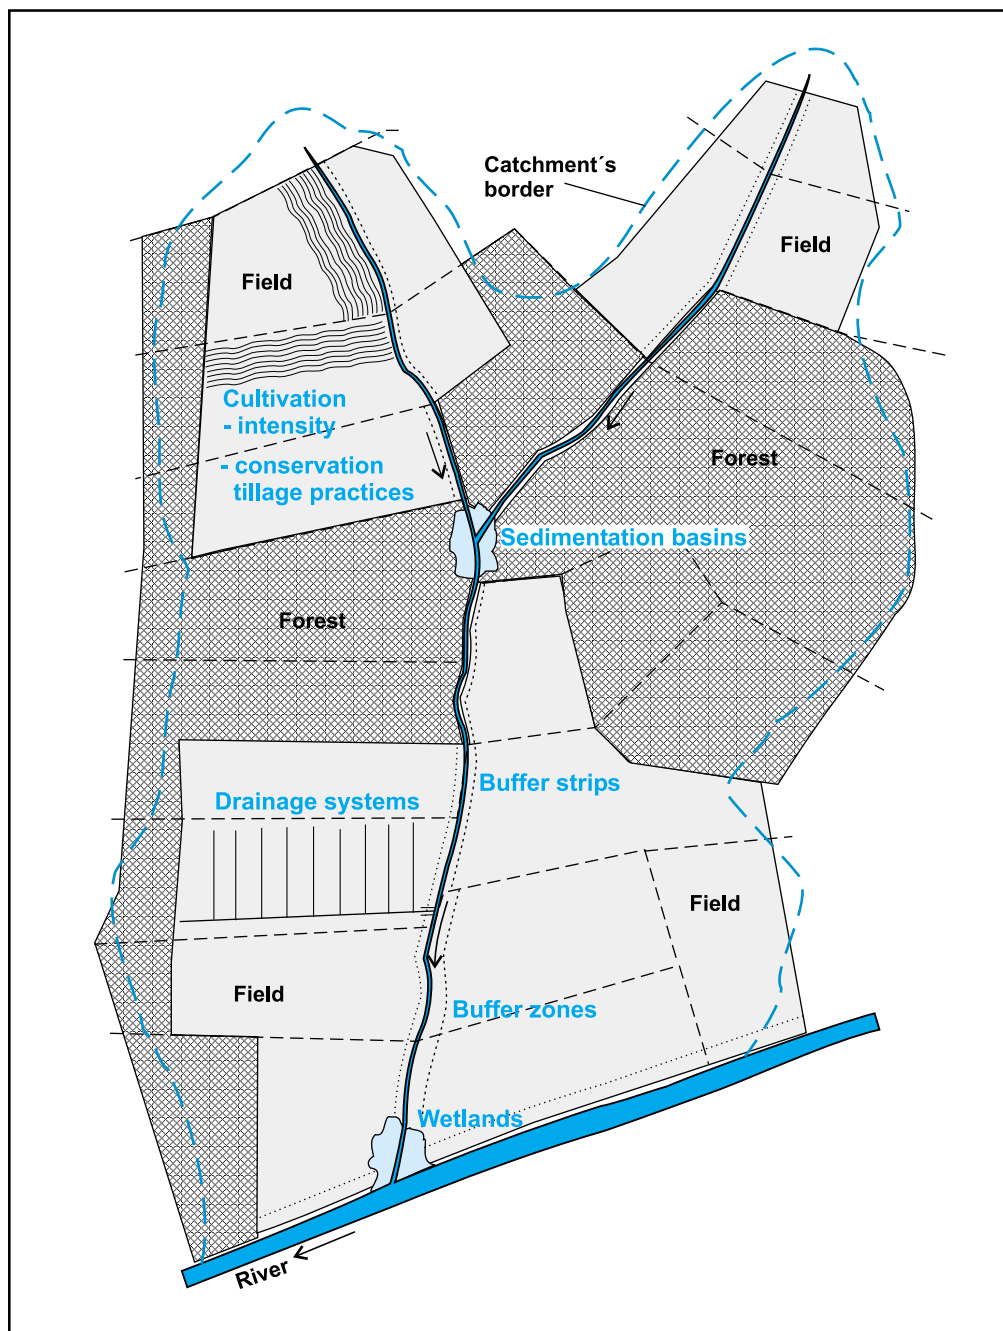 Catchment´s
border
Field
Field
Cultivation
- intensity
- conservation
tillage practices
Forest
Sedimentation basins
Forest
Buffer strips
Drainage systems
Field
Field
Buffer zones
Wetlands
River